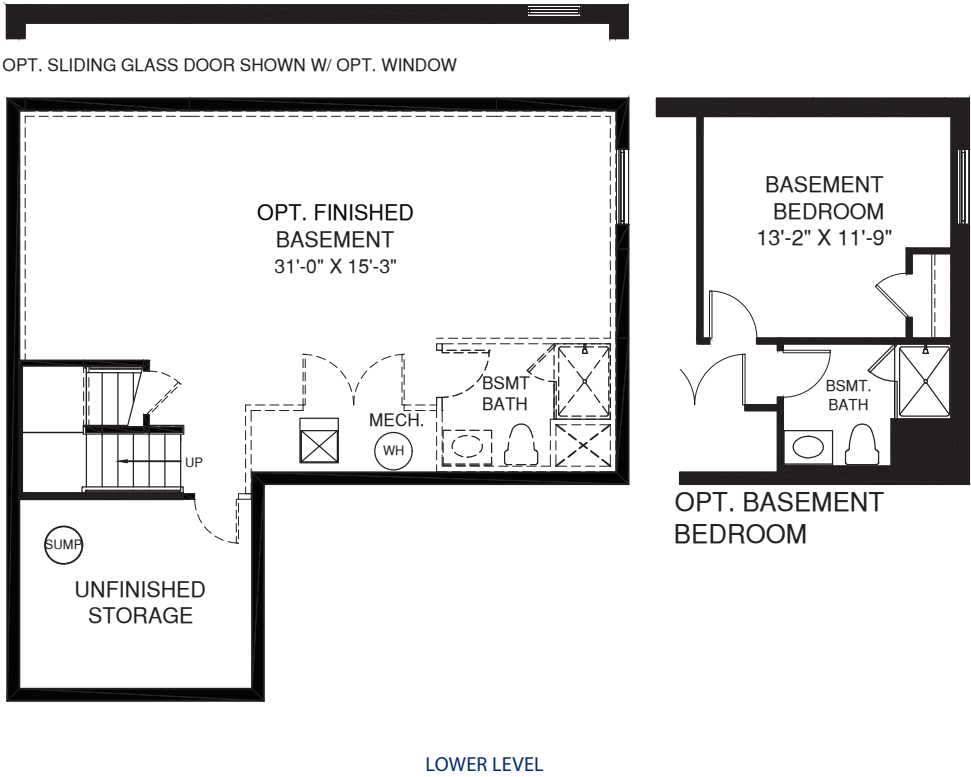 OPT. SLIDING GLASS DOOR SHOWN W/ OPT. WINDOW
OPT. FINISHED
BASEMENT
31'-0" X 15'-3"
BSMT
BATH
MECH.
WH
UP
SUMP
UNFINISHED
STORAGE
BASEMENT
BEDROOM
13'-2" X 11'-9"
BSMT.
BATH
OPT. BASEMENT
BEDROOM
LOWER LEVEL